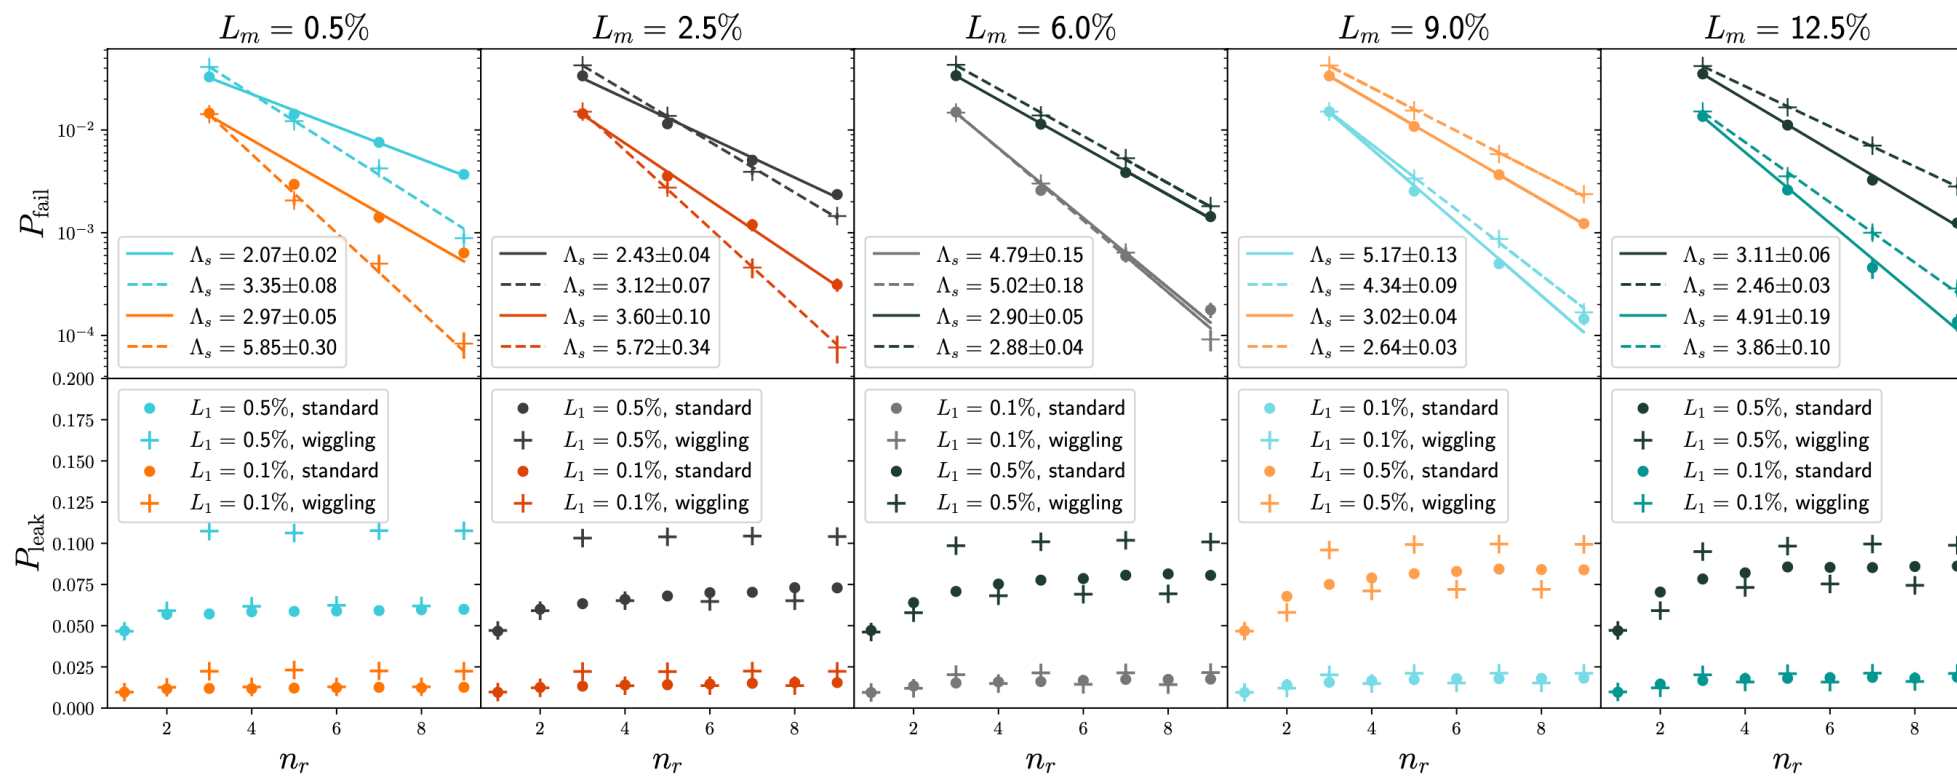 L_m = 0.5%
L_m = 2.5%
L_m = 6.0%
L_m = 9.0%
L_m = 12.5%
P_fail
10⁻²
10⁻³
10⁻⁴
Λ_s = 2.07±0.02
Λ_s = 3.35±0.08
Λ_s = 2.97±0.05
Λ_s = 5.85±0.30
Λ_s = 2.43±0.04
Λ_s = 3.12±0.07
Λ_s = 3.60±0.10
Λ_s = 5.72±0.34
Λ_s = 4.79±0.15
Λ_s = 5.02±0.18
Λ_s = 2.90±0.05
Λ_s = 2.88±0.04
Λ_s = 5.17±0.13
Λ_s = 4.34±0.09
Λ_s = 3.02±0.04
Λ_s = 2.64±0.03
Λ_s = 3.11±0.06
Λ_s = 2.46±0.03
Λ_s = 4.91±0.19
Λ_s = 3.86±0.10
P_leak
0.200
0.175
0.150
0.125
0.100
0.075
0.050
0.025
0.000
L_1 = 0.5%, standard
L_1 = 0.5%, wiggling
L_1 = 0.1%, standard
L_1 = 0.1%, wiggling
L_1 = 0.5%, standard
L_1 = 0.5%, wiggling
L_1 = 0.1%, standard
L_1 = 0.1%, wiggling
L_1 = 0.1%, standard
L_1 = 0.1%, wiggling
L_1 = 0.5%, standard
L_1 = 0.5%, wiggling
L_1 = 0.1%, standard
L_1 = 0.1%, wiggling
L_1 = 0.5%, standard
L_1 = 0.5%, wiggling
L_1 = 0.5%, standard
L_1 = 0.5%, wiggling
L_1 = 0.1%, standard
L_1 = 0.1%, wiggling
2 4 6 8
2 4 6 8
2 4 6 8
2 4 6 8
2 4 6 8
n_r
n_r
n_r
n_r
n_r